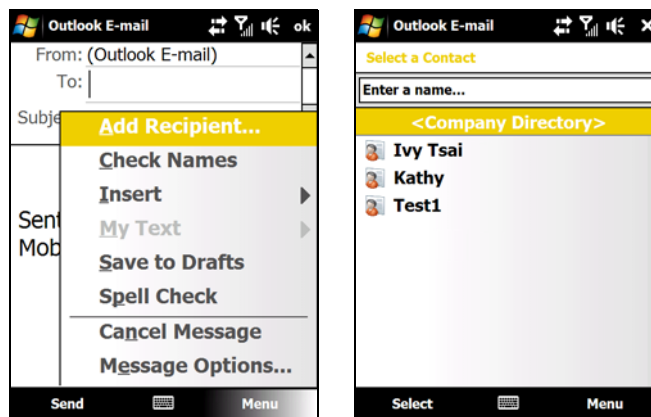 Outlook E-mail ok
From: (Outlook E-mail)
To:
Subje
Add Recipient...
Check Names
Insert
My Text
Sent
Mob
Save to Drafts
Spell Check
Cancel Message
Message Options...
Send Menu
Outlook E-mail
Select a Contact
Enter a name...
<Company Directory>
Ivy Tsai
Kathy
Test1
Select Menu